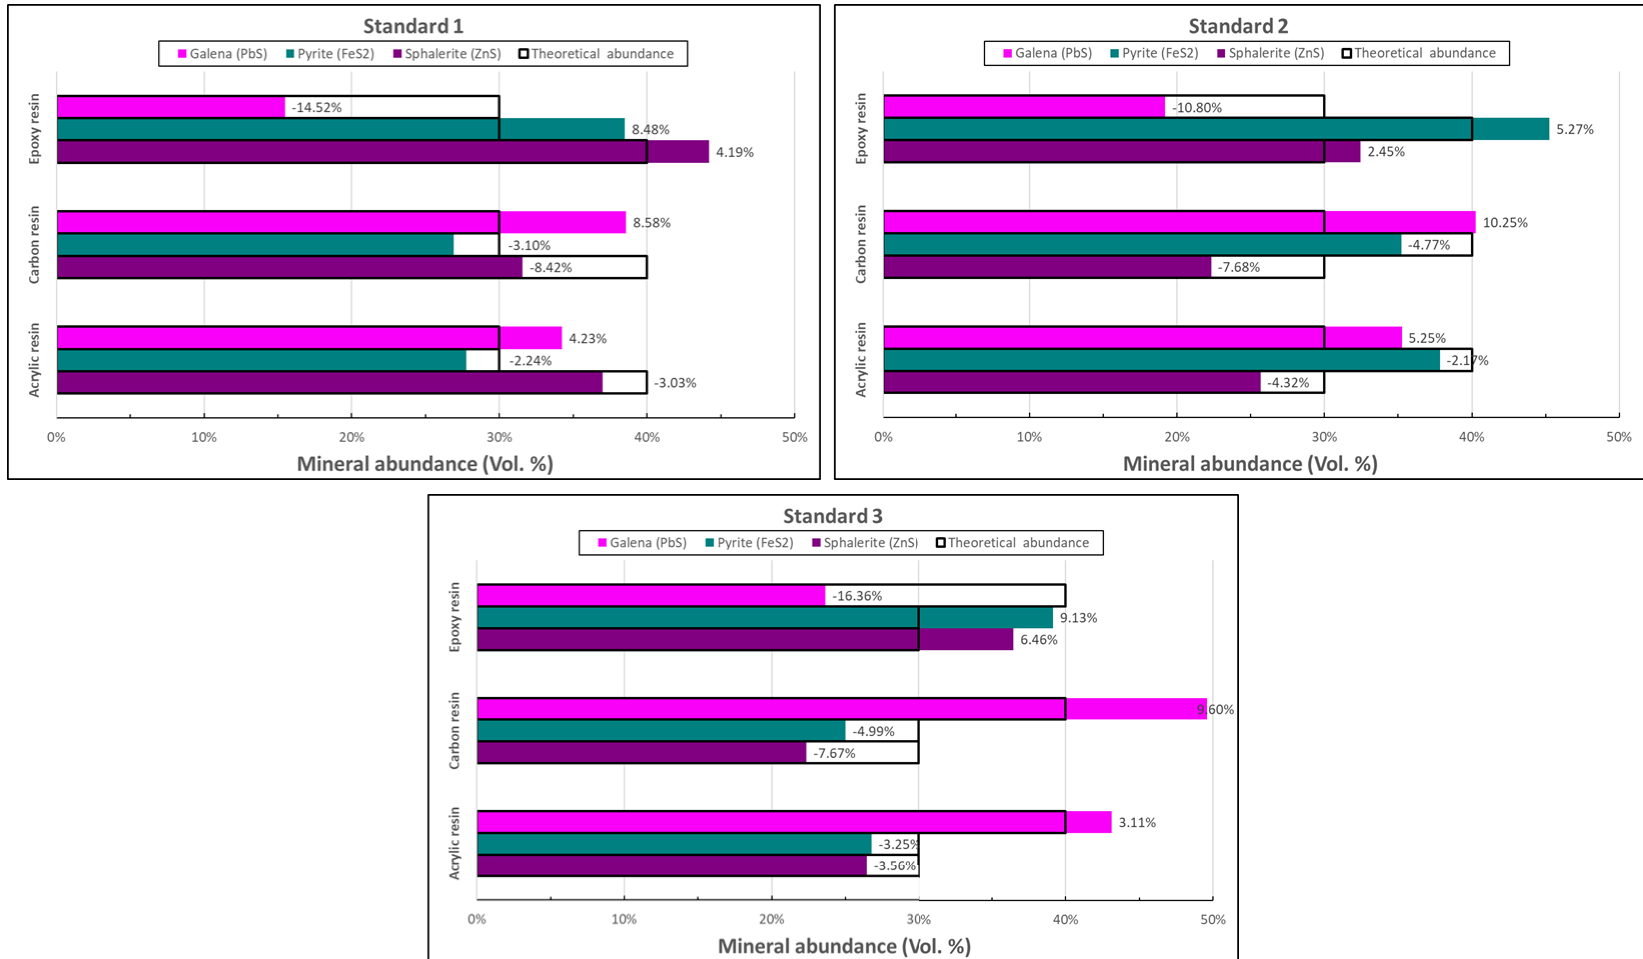 Standard 1
Galena (PbS) Pyrite (FeS2) Sphalerite (ZnS) Theoretical abundance
Epoxy resin
-14.52%
8.48%
4.19%
Carbon resin
8.58%
-3.10%
-8.42%
Acrylic resin
4.23%
-2.24%
-3.03%
0% 10% 20% 30% 40% 50%
Mineral abundance (Vol. %)
Standard 2
Galena (PbS) Pyrite (FeS2) Sphalerite (ZnS) Theoretical abundance
Epoxy resin
-10.80%
5.27%
2.45%
Carbon resin
10.25%
-4.77%
-7.68%
Acrylic resin
5.25%
-2.17%
-4.32%
0% 10% 20% 30% 40% 50%
Mineral abundance (Vol. %)
Standard 3
Galena (PbS) Pyrite (FeS2) Sphalerite (ZnS) Theoretical abundance
Epoxy resin
-16.36%
9.13%
6.46%
Carbon resin
9.60%
-4.99%
-7.67%
Acrylic resin
3.11%
-3.25%
-3.56%
0% 10% 20% 30% 40% 50%
Mineral abundance (Vol. %)